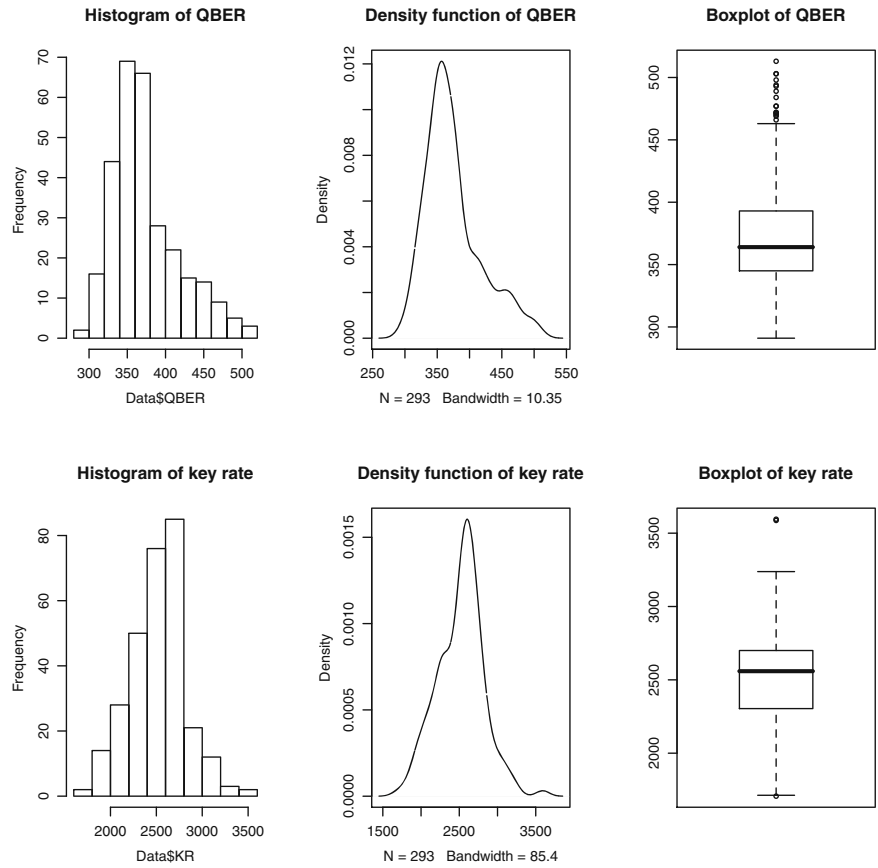 Histogram of QBER
Frequency
0 10 20 30 40 50 60 70
300 350 400 450 500
Data$QBER
Density function of QBER
Density
0.000 0.004 0.008 0.012
250 350 450 550
N = 293 Bandwidth = 10.35
Boxplot of QBER
300 350 400 450 500
Histogram of key rate
Frequency
0 20 40 60 80
2000 2500 3000 3500
Data$KR
Density function of key rate
Density
0.0000 0.0005 0.0010 0.0015
1500 2500 3500
N = 293 Bandwidth = 85.4
Boxplot of key rate
2000 2500 3000 3500